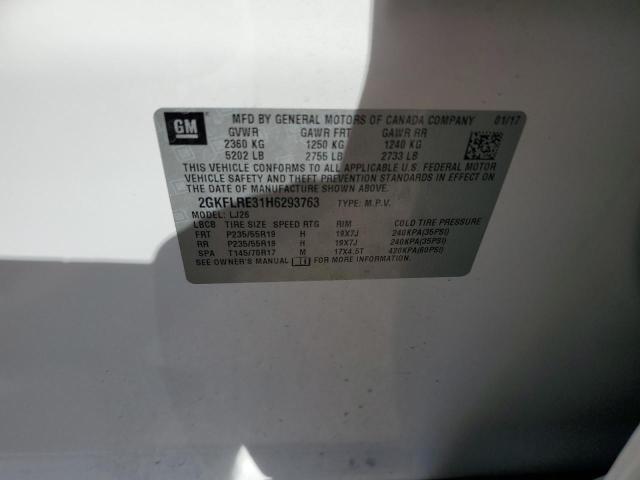 GM
MFD BY GENERAL MOTORS OF CANADA COMPANY 01/17
GVWR GAWR FRT GAWR RR
2360 KG 1250 KG 1240 KG
5202 LB 2755 LB 2733 LB
THIS VEHICLE CONFORMS TO ALL APPLICABLE U.S. FEDERAL MOTOR
VEHICLE SAFETY AND THEFT PREVENTION STANDARDS IN EFFECT ON
THE DATE OF MANUFACTURE SHOWN ABOVE.
2GKFLRE31H6293763 TYPE: M.P.V.
MODEL: LJ26
LBCB TIRE SIZE SPEED RTG RIM COLD TIRE PRESSURE
FRT P235/55R19 H 19X7J 240KPA(35PSI)
RR P235/55R19 H 19X7J 240KPA(35PSI)
SPA T145/70R17 M 17X4.5T 420KPA(60PSI)
SEE OWNER'S MANUAL FOR MORE INFORMATION